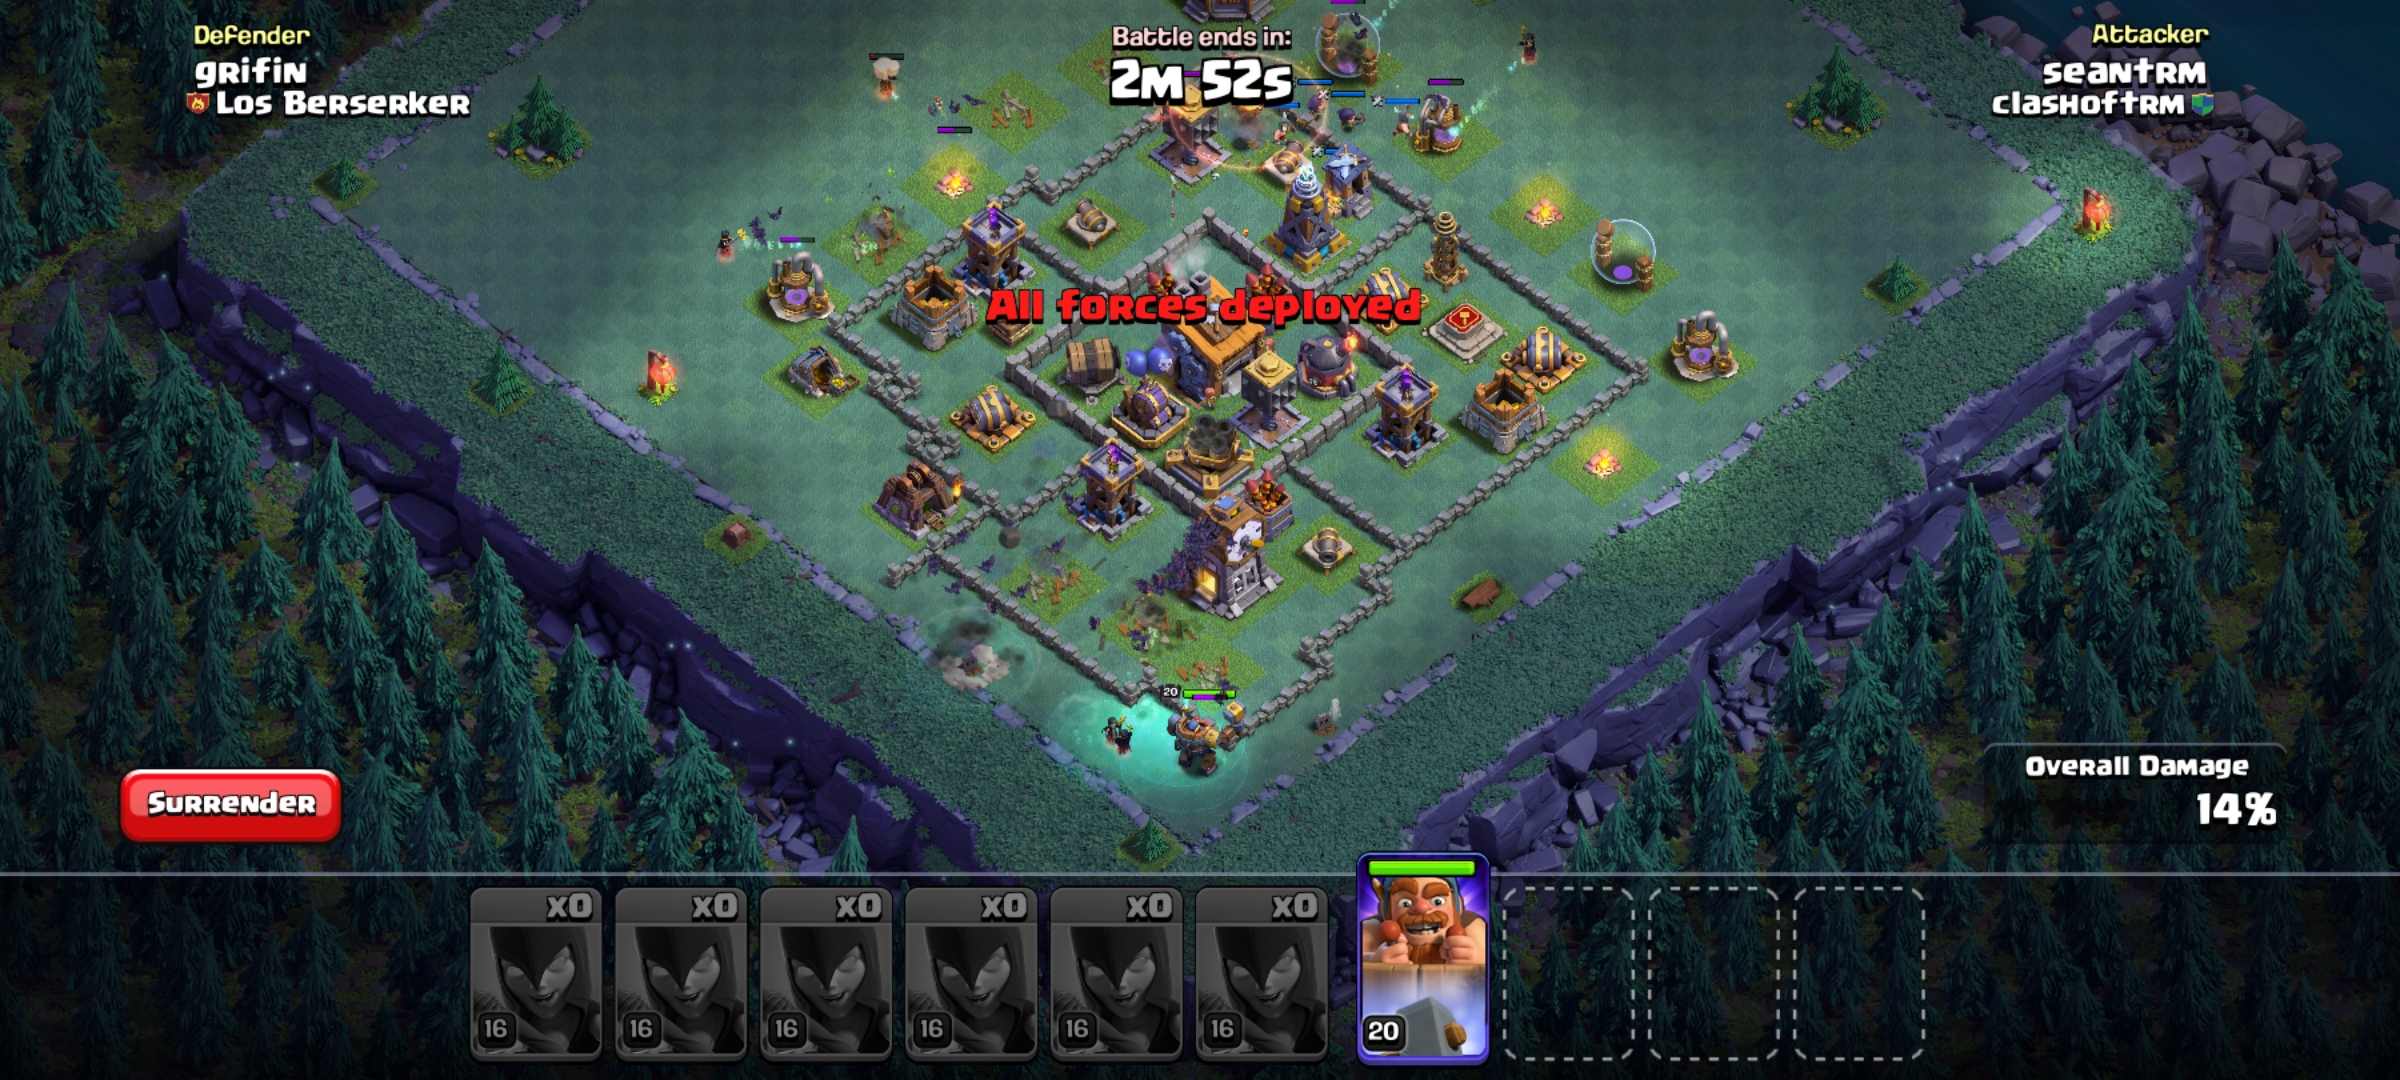 Defender
grifin
Los Berserker
Battle ends in:
2m 52s
Attacker
seantrm
clashoftrm
All forces deployed
20
Surrender
Overall Damage
14%
x0
x0
x0
x0
x0
x0
16
16
16
16
16
16
20